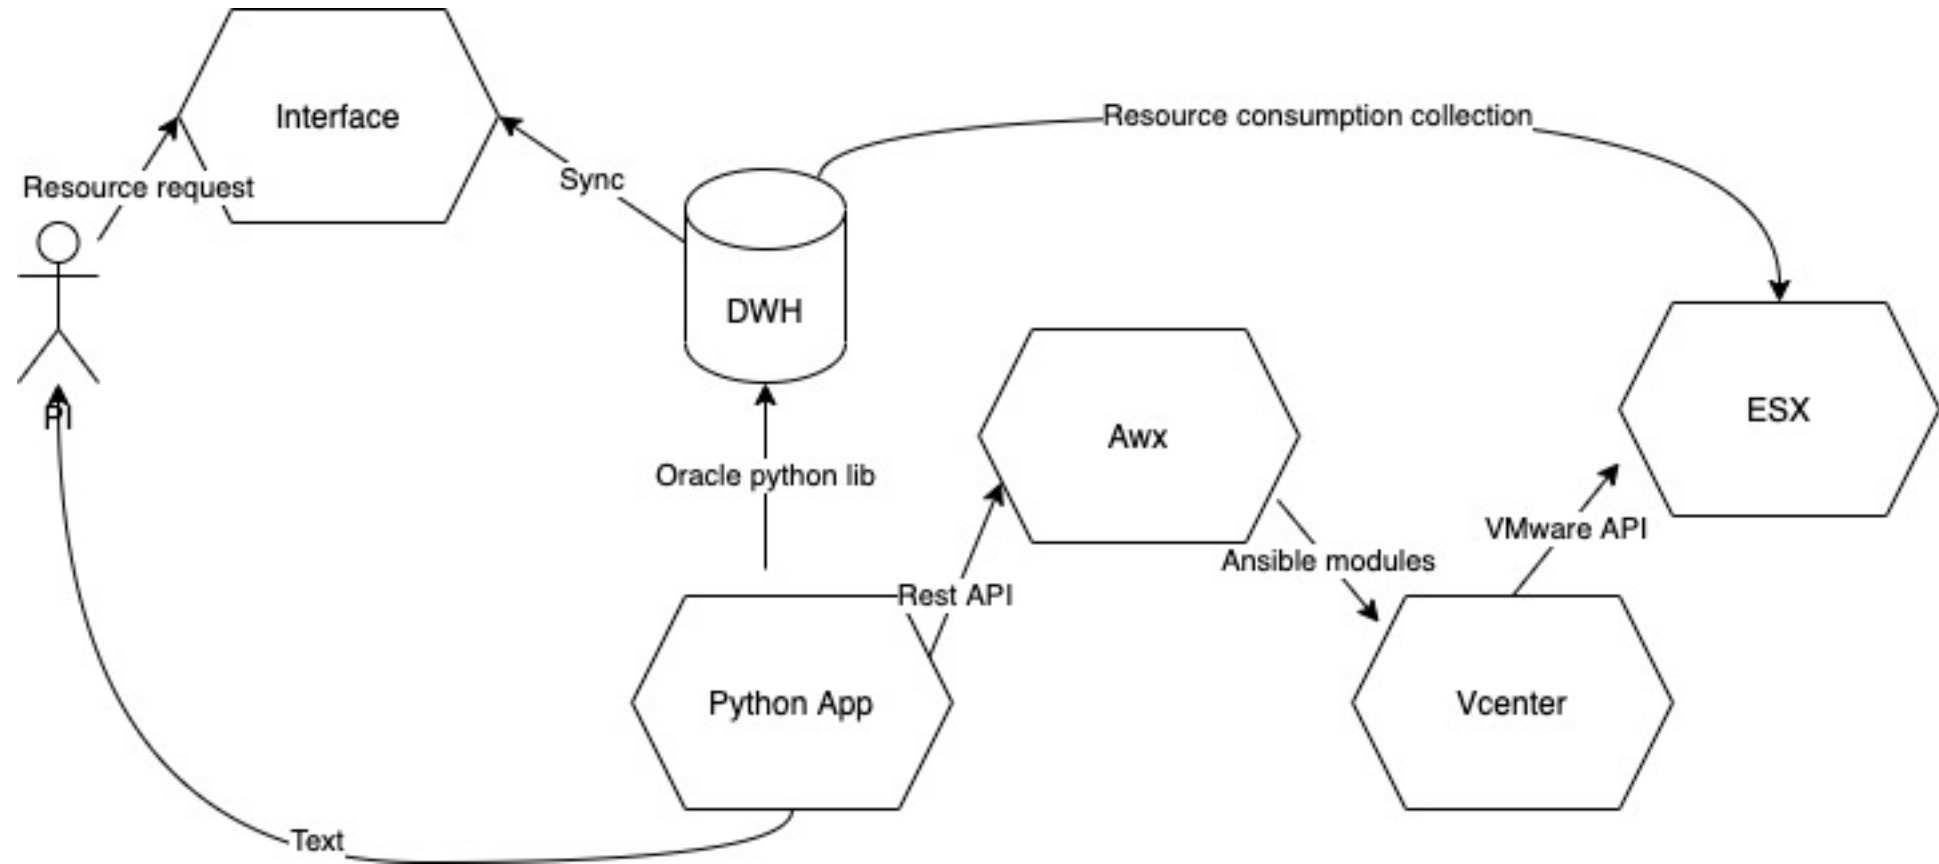 Interface
Resource consumption collection
Resource request
Sync
DWH
PI
ESX
Awx
Oracle python lib
VMware API
Ansible modules
Rest API
Python App
Vcenter
Text